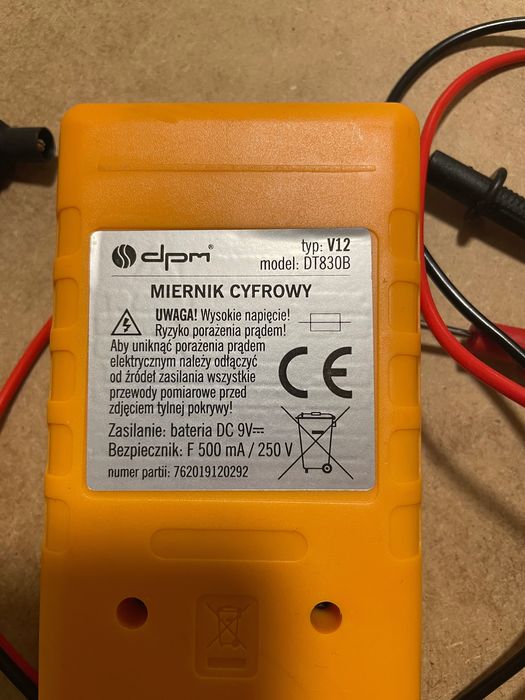 dpm®
typ: V12
model: DT830B
MIERNIK CYFROWY
UWAGA! Wysokie napięcie!
Ryzyko porażenia prądem!
Aby uniknąć porażenia prądem
elektrycznym należy odłączyć
od źródeł zasilania wszystkie
przewody pomiarowe przed
zdjęciem tylnej pokrywy!
CE
Zasilanie: bateria DC 9V⎓
Bezpiecznik: F 500 mA / 250 V
numer partii: 762019120292